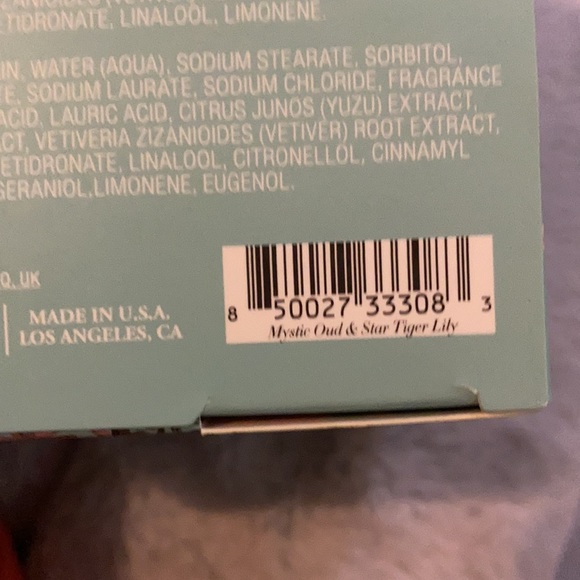 TIDRONATE, LINALOOL, LIMONENE.
WATER (AQUA), SODIUM STEARATE, SORBITOL,
SODIUM LAURATE, SODIUM CHLORIDE, FRAGRANCE
ACID, LAURIC ACID, CITRUS JUNOS (YUZU) EXTRACT,
CT, VETIVERIA ZIZANIOIDES (VETIVER) ROOT EXTRACT,
ETIDRONATE, LINALOOL, CITRONELLOL, CINNAMYL
GERANIOL,LIMONENE, EUGENOL.
Q, UK
MADE IN U.S.A.
LOS ANGELES, CA
8 50027 33308 3
Mystic Oud & Star Tiger Lily